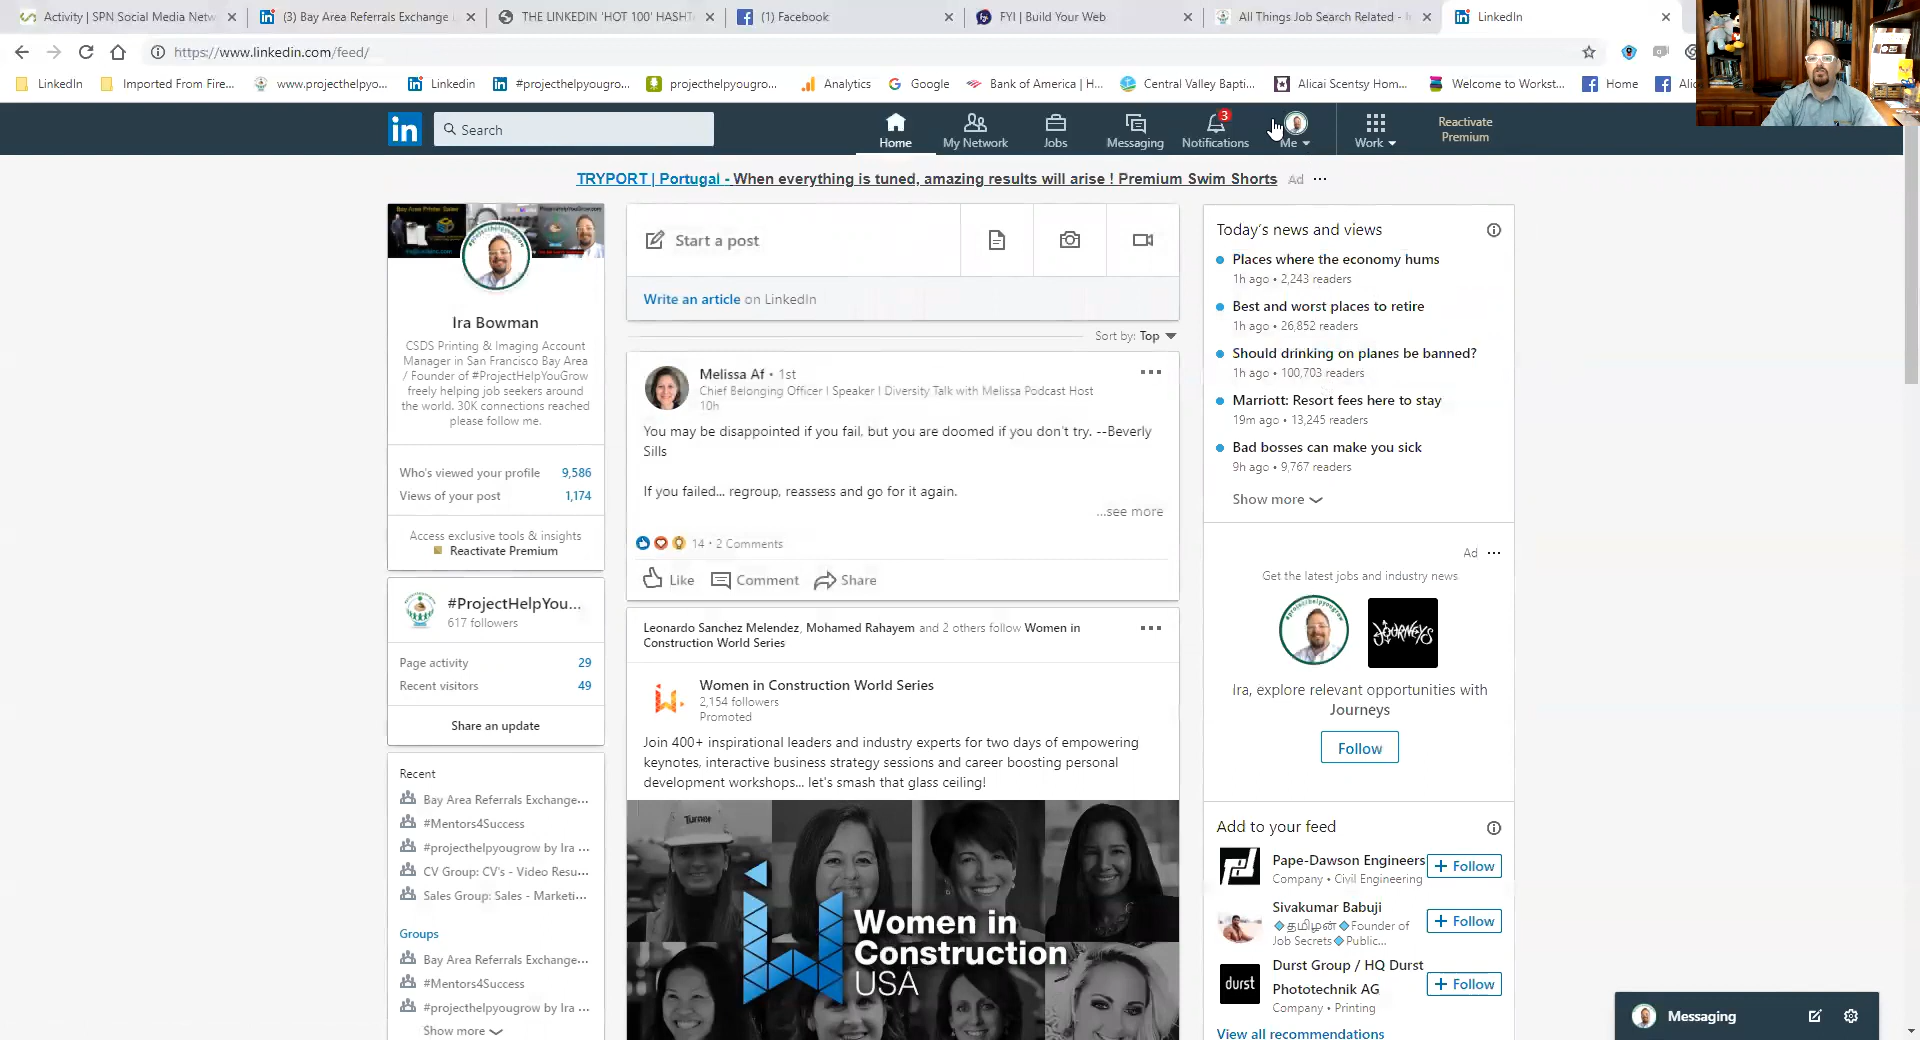 Activity | SPN Social Media Netw
(3) Bay Area Referrals Exchange
THE LINKEDIN 'HOT 100' HASHT
(1) Facebook
FYI | Build Your Web
All Things Job Search Related -
LinkedIn
https://www.linkedin.com/feed/
LinkedIn
Imported From Fire...
www.projecthelpyo...
Linkedin
#projecthelpyougro...
projecthelpyougro...
Analytics
Google
Bank of America | H...
Central Valley Bapti...
Alicai Scentsy Hom...
Welcome to Workst...
Home
Search
Home
My Network
Jobs
Messaging
3
Notifications
Me
Work
Reactivate
Premium
TRYPORT | Portugal - When everything is tuned, amazing results will arise ! Premium Swim Shorts Ad
Ira Bowman
CSDS Printing & Imaging Account
Manager in San Francisco Bay Area
/ Founder of #ProjectHelpYouGrow
freely helping job seekers around
the world. 30K connections reached
please follow me.
Who's viewed your profile 9,586
Views of your post 1,174
Access exclusive tools & insights
Reactivate Premium
#ProjectHelpYou...
617 followers
Page activity 29
Recent visitors 49
Share an update
Recent
Bay Area Referrals Exchange...
#Mentors4Success
#projecthelpyougrow by Ira ...
CV Group: CV's - Video Resu...
Sales Group: Sales - Marketi...
Groups
Bay Area Referrals Exchange...
#Mentors4Success
#projecthelpyougrow by Ira ...
Show more
Start a post
Write an article on LinkedIn
Sort by: Top
Melissa Af • 1st
Chief Belonging Officer | Speaker | Diversity Talk with Melissa Podcast Host
10h
You may be disappointed if you fail, but you are doomed if you don't try. --Beverly
Sills
If you failed... regroup, reassess and go for it again.
...see more
14 • 2 Comments
Like
Comment
Share
Leonardo Sanchez Melendez, Mohamed Rahayem and 2 others follow Women in
Construction World Series
Women in Construction World Series
2,154 followers
Promoted
Join 400+ inspirational leaders and industry experts for two days of empowering
keynotes, interactive business strategy sessions and career boosting personal
development workshops... let's smash that glass ceiling!
Turner
Women in
Construction
USA
Today's news and views
Places where the economy hums
1h ago • 2,243 readers
Best and worst places to retire
1h ago • 26,852 readers
Should drinking on planes be banned?
1h ago • 100,703 readers
Marriott: Resort fees here to stay
19m ago • 13,245 readers
Bad bosses can make you sick
9h ago • 9,767 readers
Show more
Ad
Get the latest jobs and industry news
JOURNEYS
Ira, explore relevant opportunities with
Journeys
Follow
Add to your feed
Pape-Dawson Engineers
Company • Civil Engineering
+ Follow
Sivakumar Babuji
🔷தமிழன்🔷Founder of
Job Secrets🔷Public...
+ Follow
durst
Durst Group / HQ Durst
Phototechnik AG
Company • Printing
+ Follow
View all recommendations
Messaging